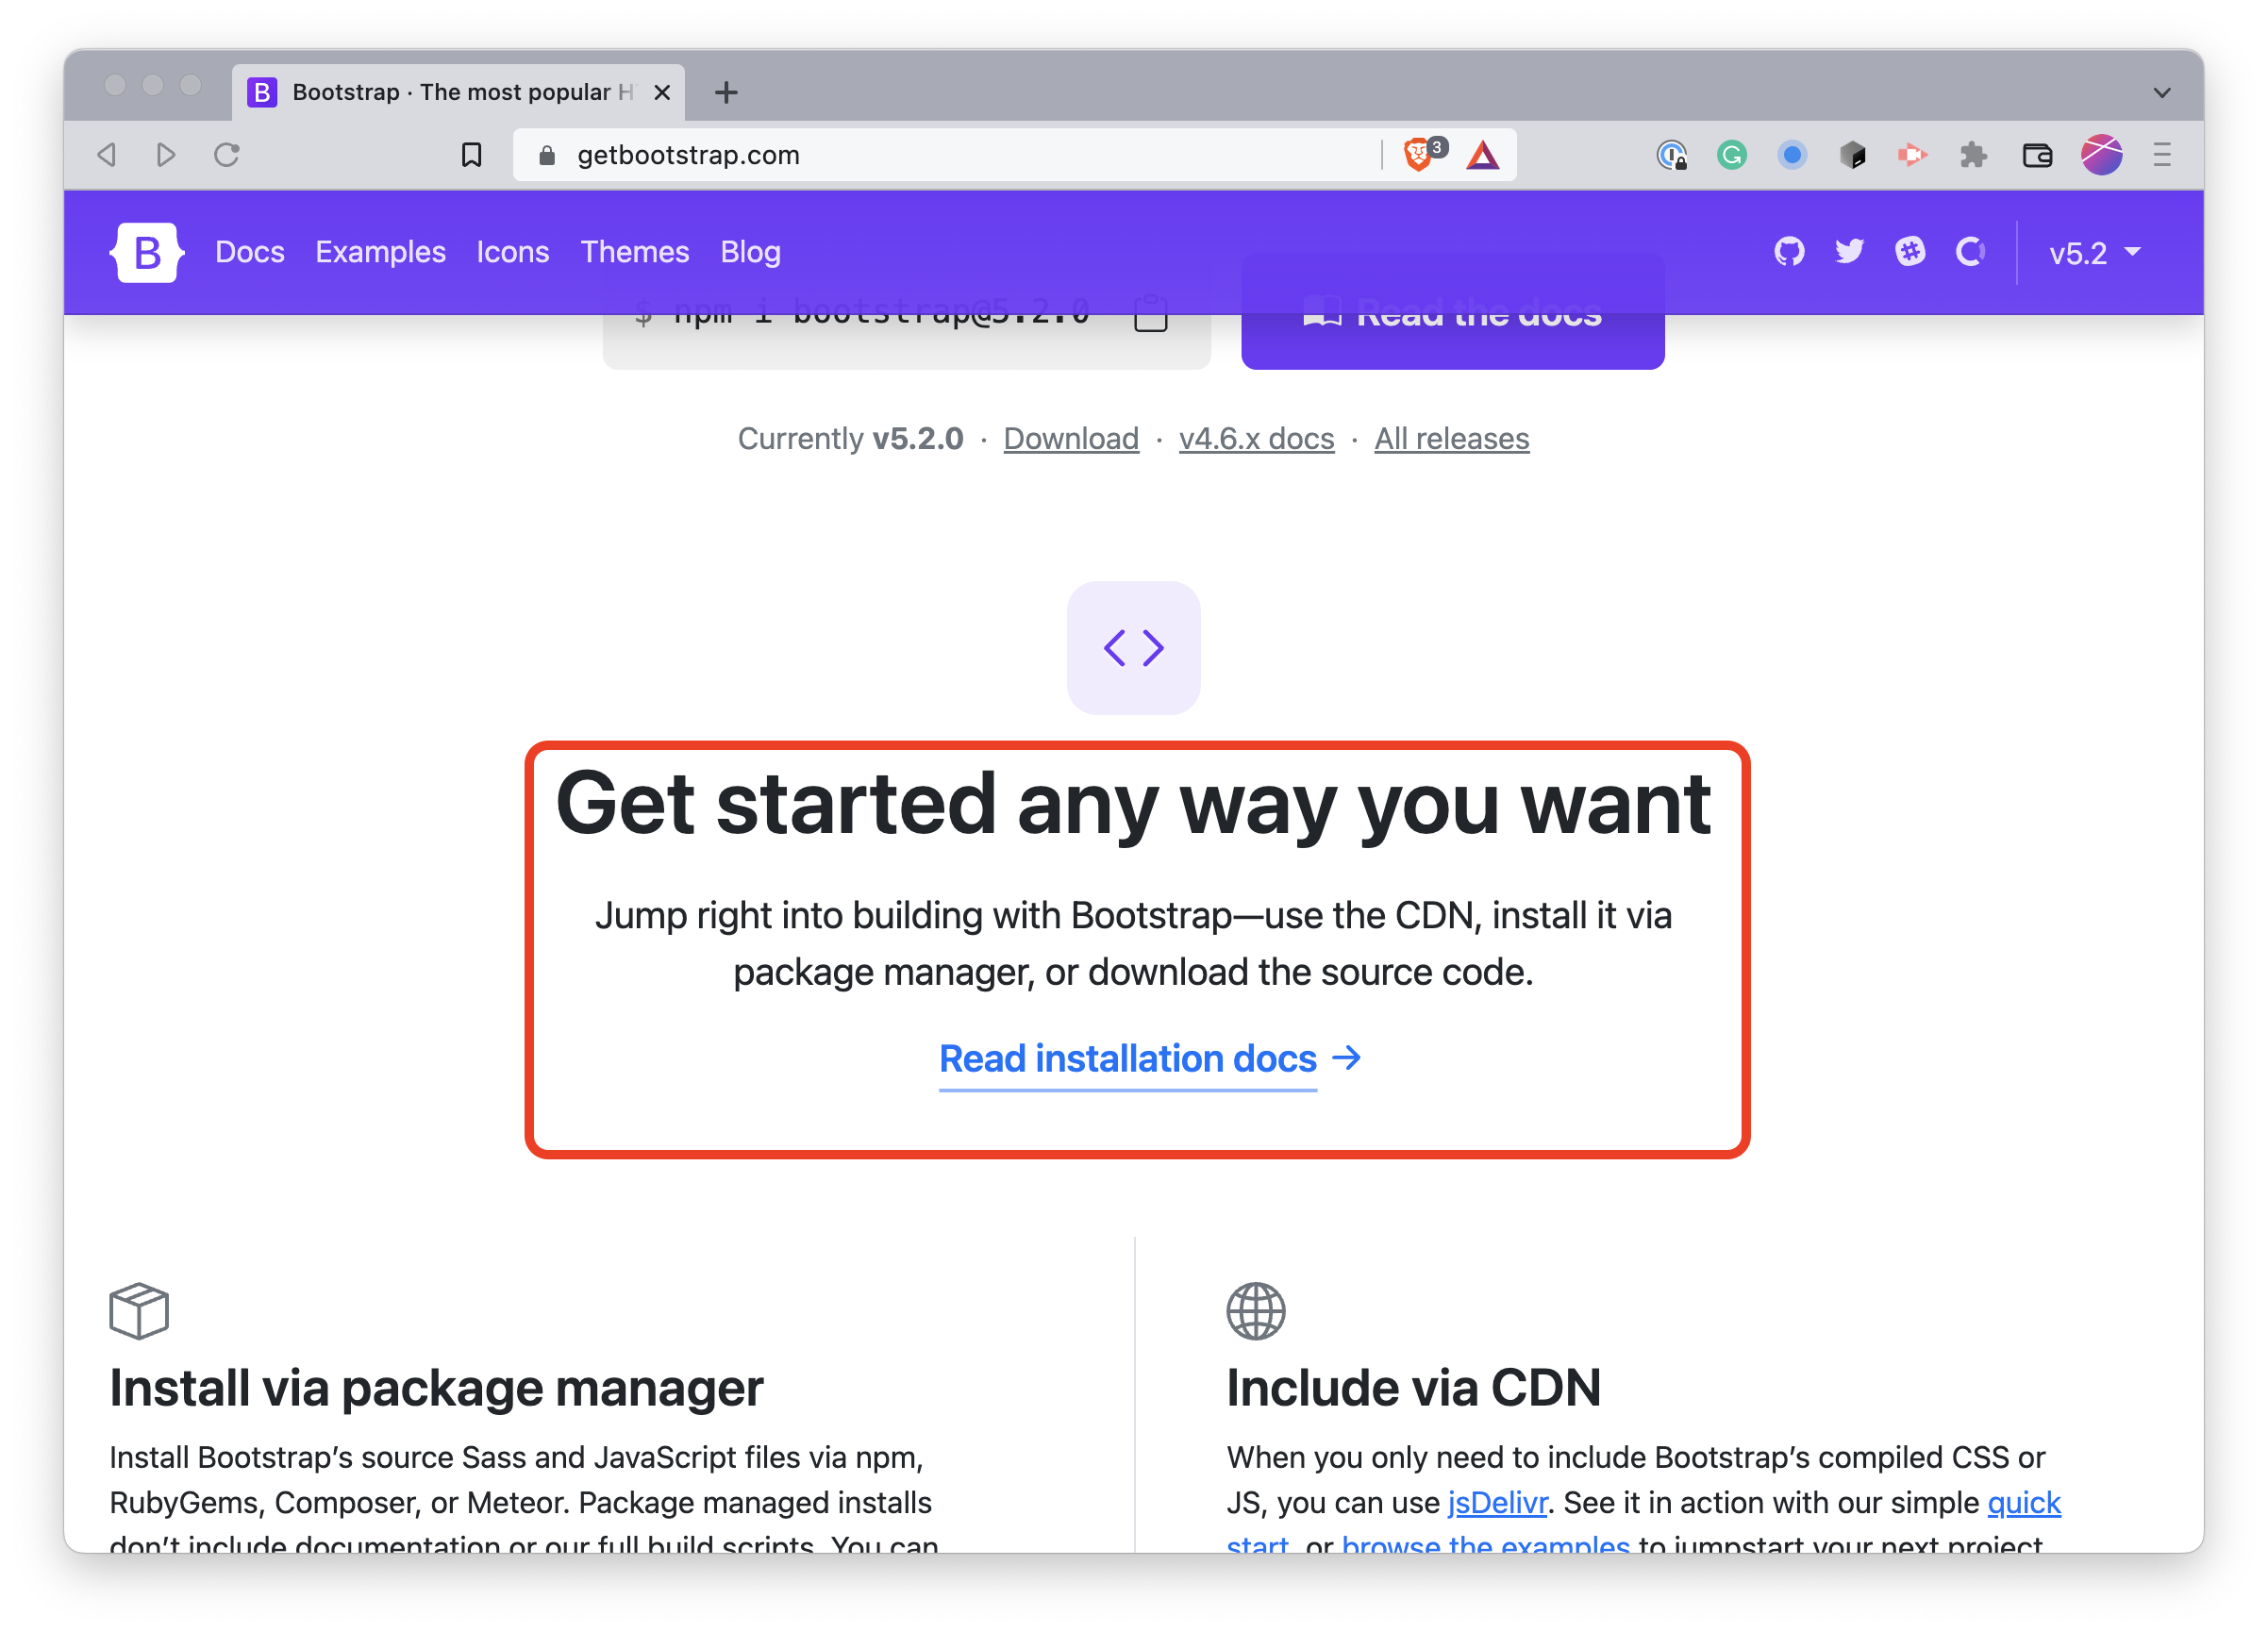 B Bootstrap · The most popular H
getbootstrap.com
3
B Docs Examples Icons Themes Blog
v5.2
$ npm i bootstrap@5.2.0
Read the docs
Currently v5.2.0 · Download · v4.6.x docs · All releases
Get started any way you want
Jump right into building with Bootstrap—use the CDN, install it via
package manager, or download the source code.
Read installation docs →
Install via package manager
Install Bootstrap’s source Sass and JavaScript files via npm,
RubyGems, Composer, or Meteor. Package managed installs
don’t include documentation or our full build scripts. You can
Include via CDN
When you only need to include Bootstrap’s compiled CSS or
JS, you can use jsDelivr. See it in action with our simple quick
start, or browse the examples to jumpstart your next project.